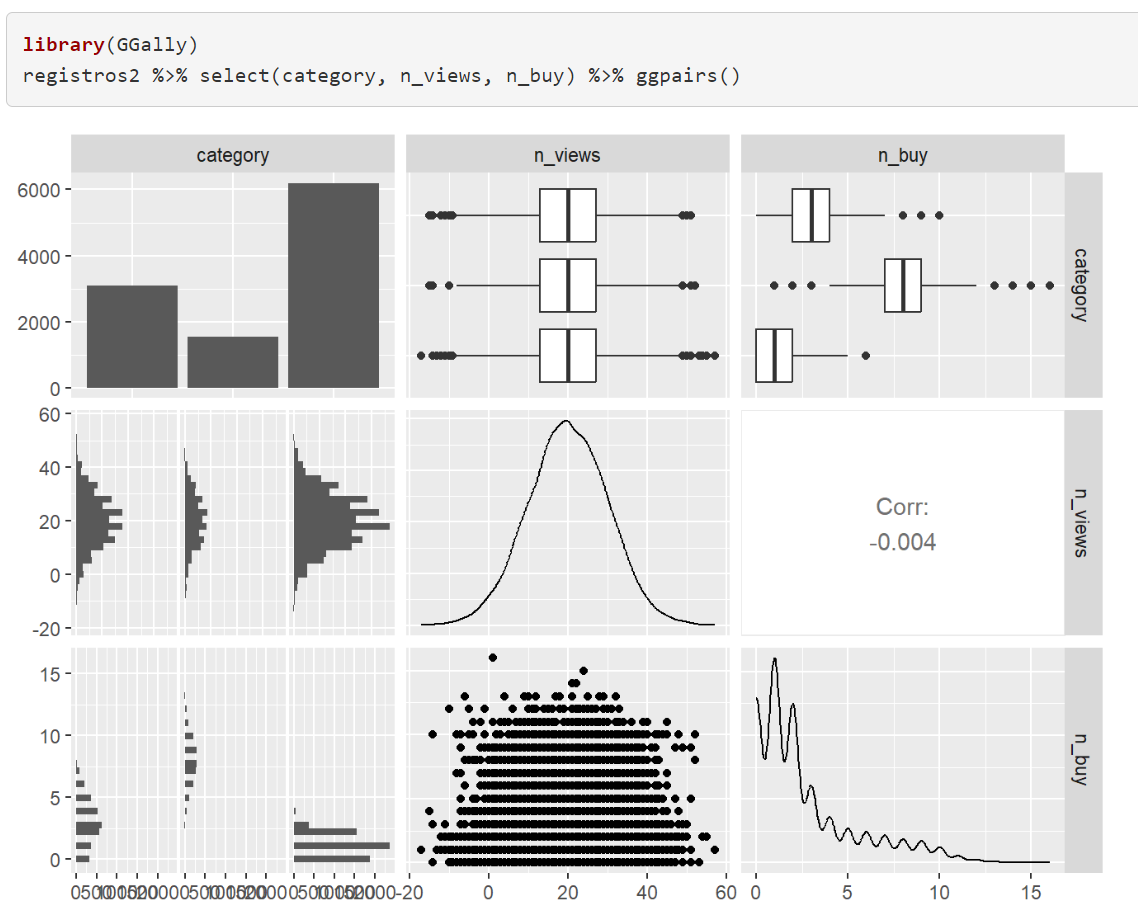 library(GGally)
registros2 %>% select(category, n_views, n_buy) %>% ggpairs()
category
n_views
n_buy
6000
4000
2000
0
category
60
40
20
0
-20
Corr:
-0.004
n_views
15
10
5
0
n_buy
-20 0 20 40 60
0 5 10 15